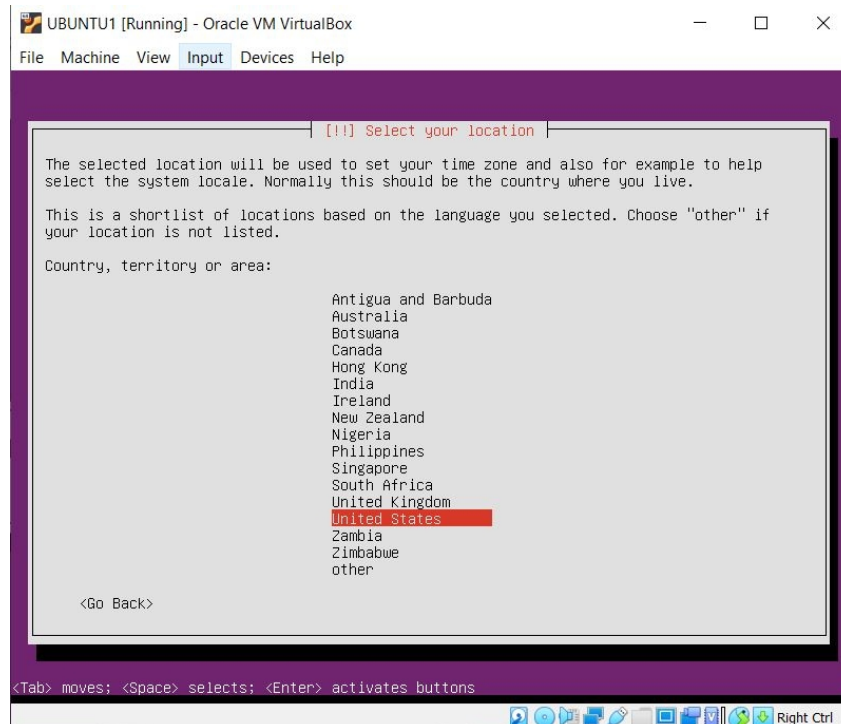 UBUNTU1 [Running] - Oracle VM VirtualBox
File Machine View Input Devices Help
[!!] Select your location
The selected location will be used to set your time zone and also for example to help
select the system locale. Normally this should be the country where you live.
This is a shortlist of locations based on the language you selected. Choose "other" if
your location is not listed.
Country, territory or area:
Antigua and Barbuda
Australia
Botswana
Canada
Hong Kong
India
Ireland
New Zealand
Nigeria
Philippines
Singapore
South Africa
United Kingdom
United States
Zambia
Zimbabwe
other
<Go Back>
<Tab> moves; <Space> selects; <Enter> activates buttons
Right Ctrl